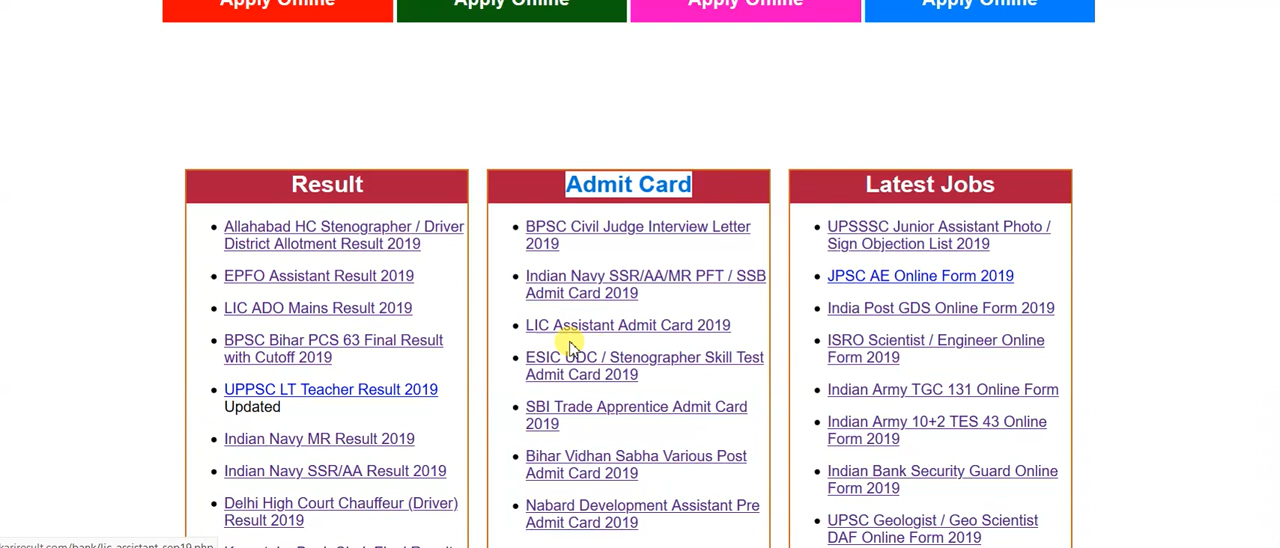 Apply Online
Apply Online
Apply Online
Apply Online
Result
Allahabad HC Stenographer / Driver
District Allotment Result 2019
EPFO Assistant Result 2019
LIC ADO Mains Result 2019
BPSC Bihar PCS 63 Final Result
with Cutoff 2019
UPPSC LT Teacher Result 2019
Updated
Indian Navy MR Result 2019
Indian Navy SSR/AA Result 2019
Delhi High Court Chauffeur (Driver)
Result 2019
Admit Card
BPSC Civil Judge Interview Letter
2019
Indian Navy SSR/AA/MR PFT / SSB
Admit Card 2019
LIC Assistant Admit Card 2019
ESIC UDC / Stenographer Skill Test
Admit Card 2019
SBI Trade Apprentice Admit Card
2019
Bihar Vidhan Sabha Various Post
Admit Card 2019
Nabard Development Assistant Pre
Admit Card 2019
Latest Jobs
UPSSSC Junior Assistant Photo /
Sign Objection List 2019
JPSC AE Online Form 2019
India Post GDS Online Form 2019
ISRO Scientist / Engineer Online
Form 2019
Indian Army TGC 131 Online Form
Indian Army 10+2 TES 43 Online
Form 2019
Indian Bank Security Guard Online
Form 2019
UPSC Geologist / Geo Scientist
DAF Online Form 2019
kariresult.com/bank/lic-assistant-sep19.php